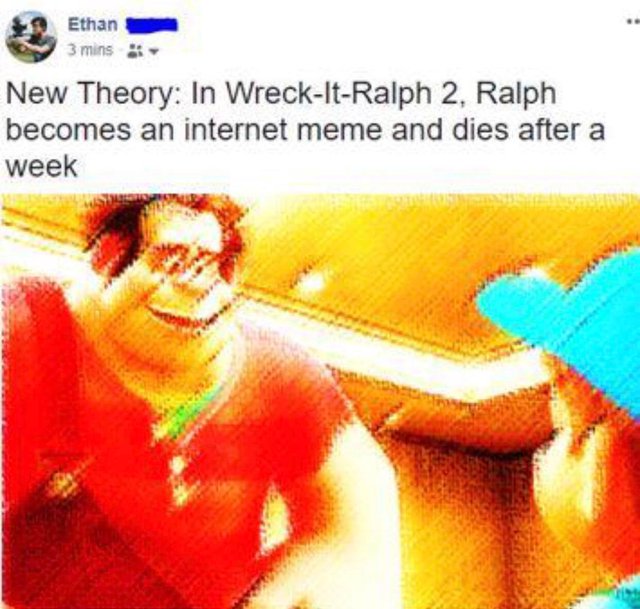 Ethan
3 mins
New Theory: In Wreck-It-Ralph 2, Ralph
becomes an internet meme and dies after a
week